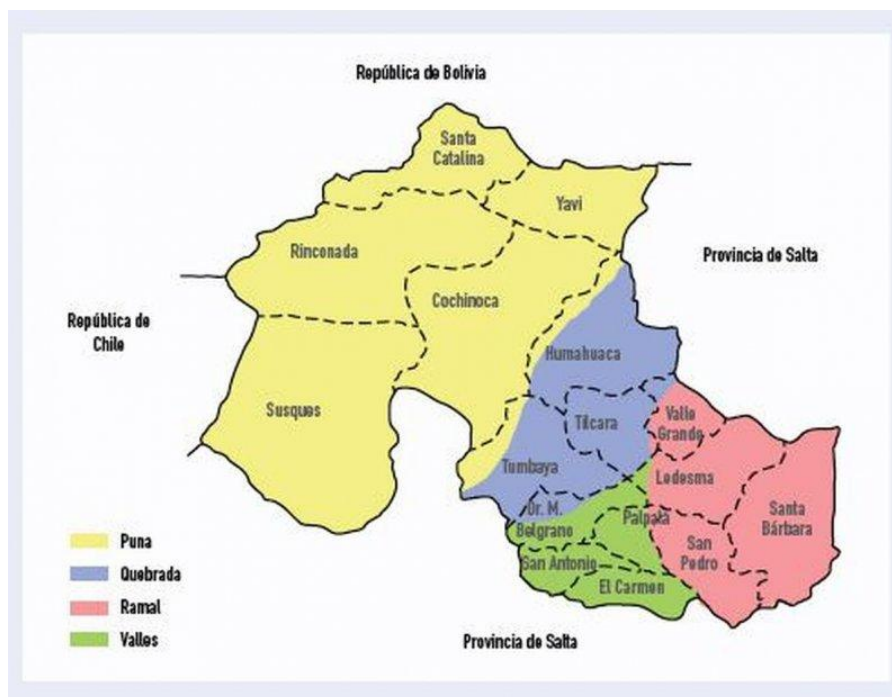 República de Bolivia
Santa
Catalina
Yavi
Rinconada
Provincia de Salta
Cochinoca
República de
Chile
Humahuaca
Susques
Valle
Grande
Tilcara
Tumbaya
Ledesma
Dr. M.
Belgrano
Palpalá
Santa
Bárbara
San
Pedro
San Antonio
El Carmen
Puna
Quebrada
Ramal
Valles
Provincia de Salta